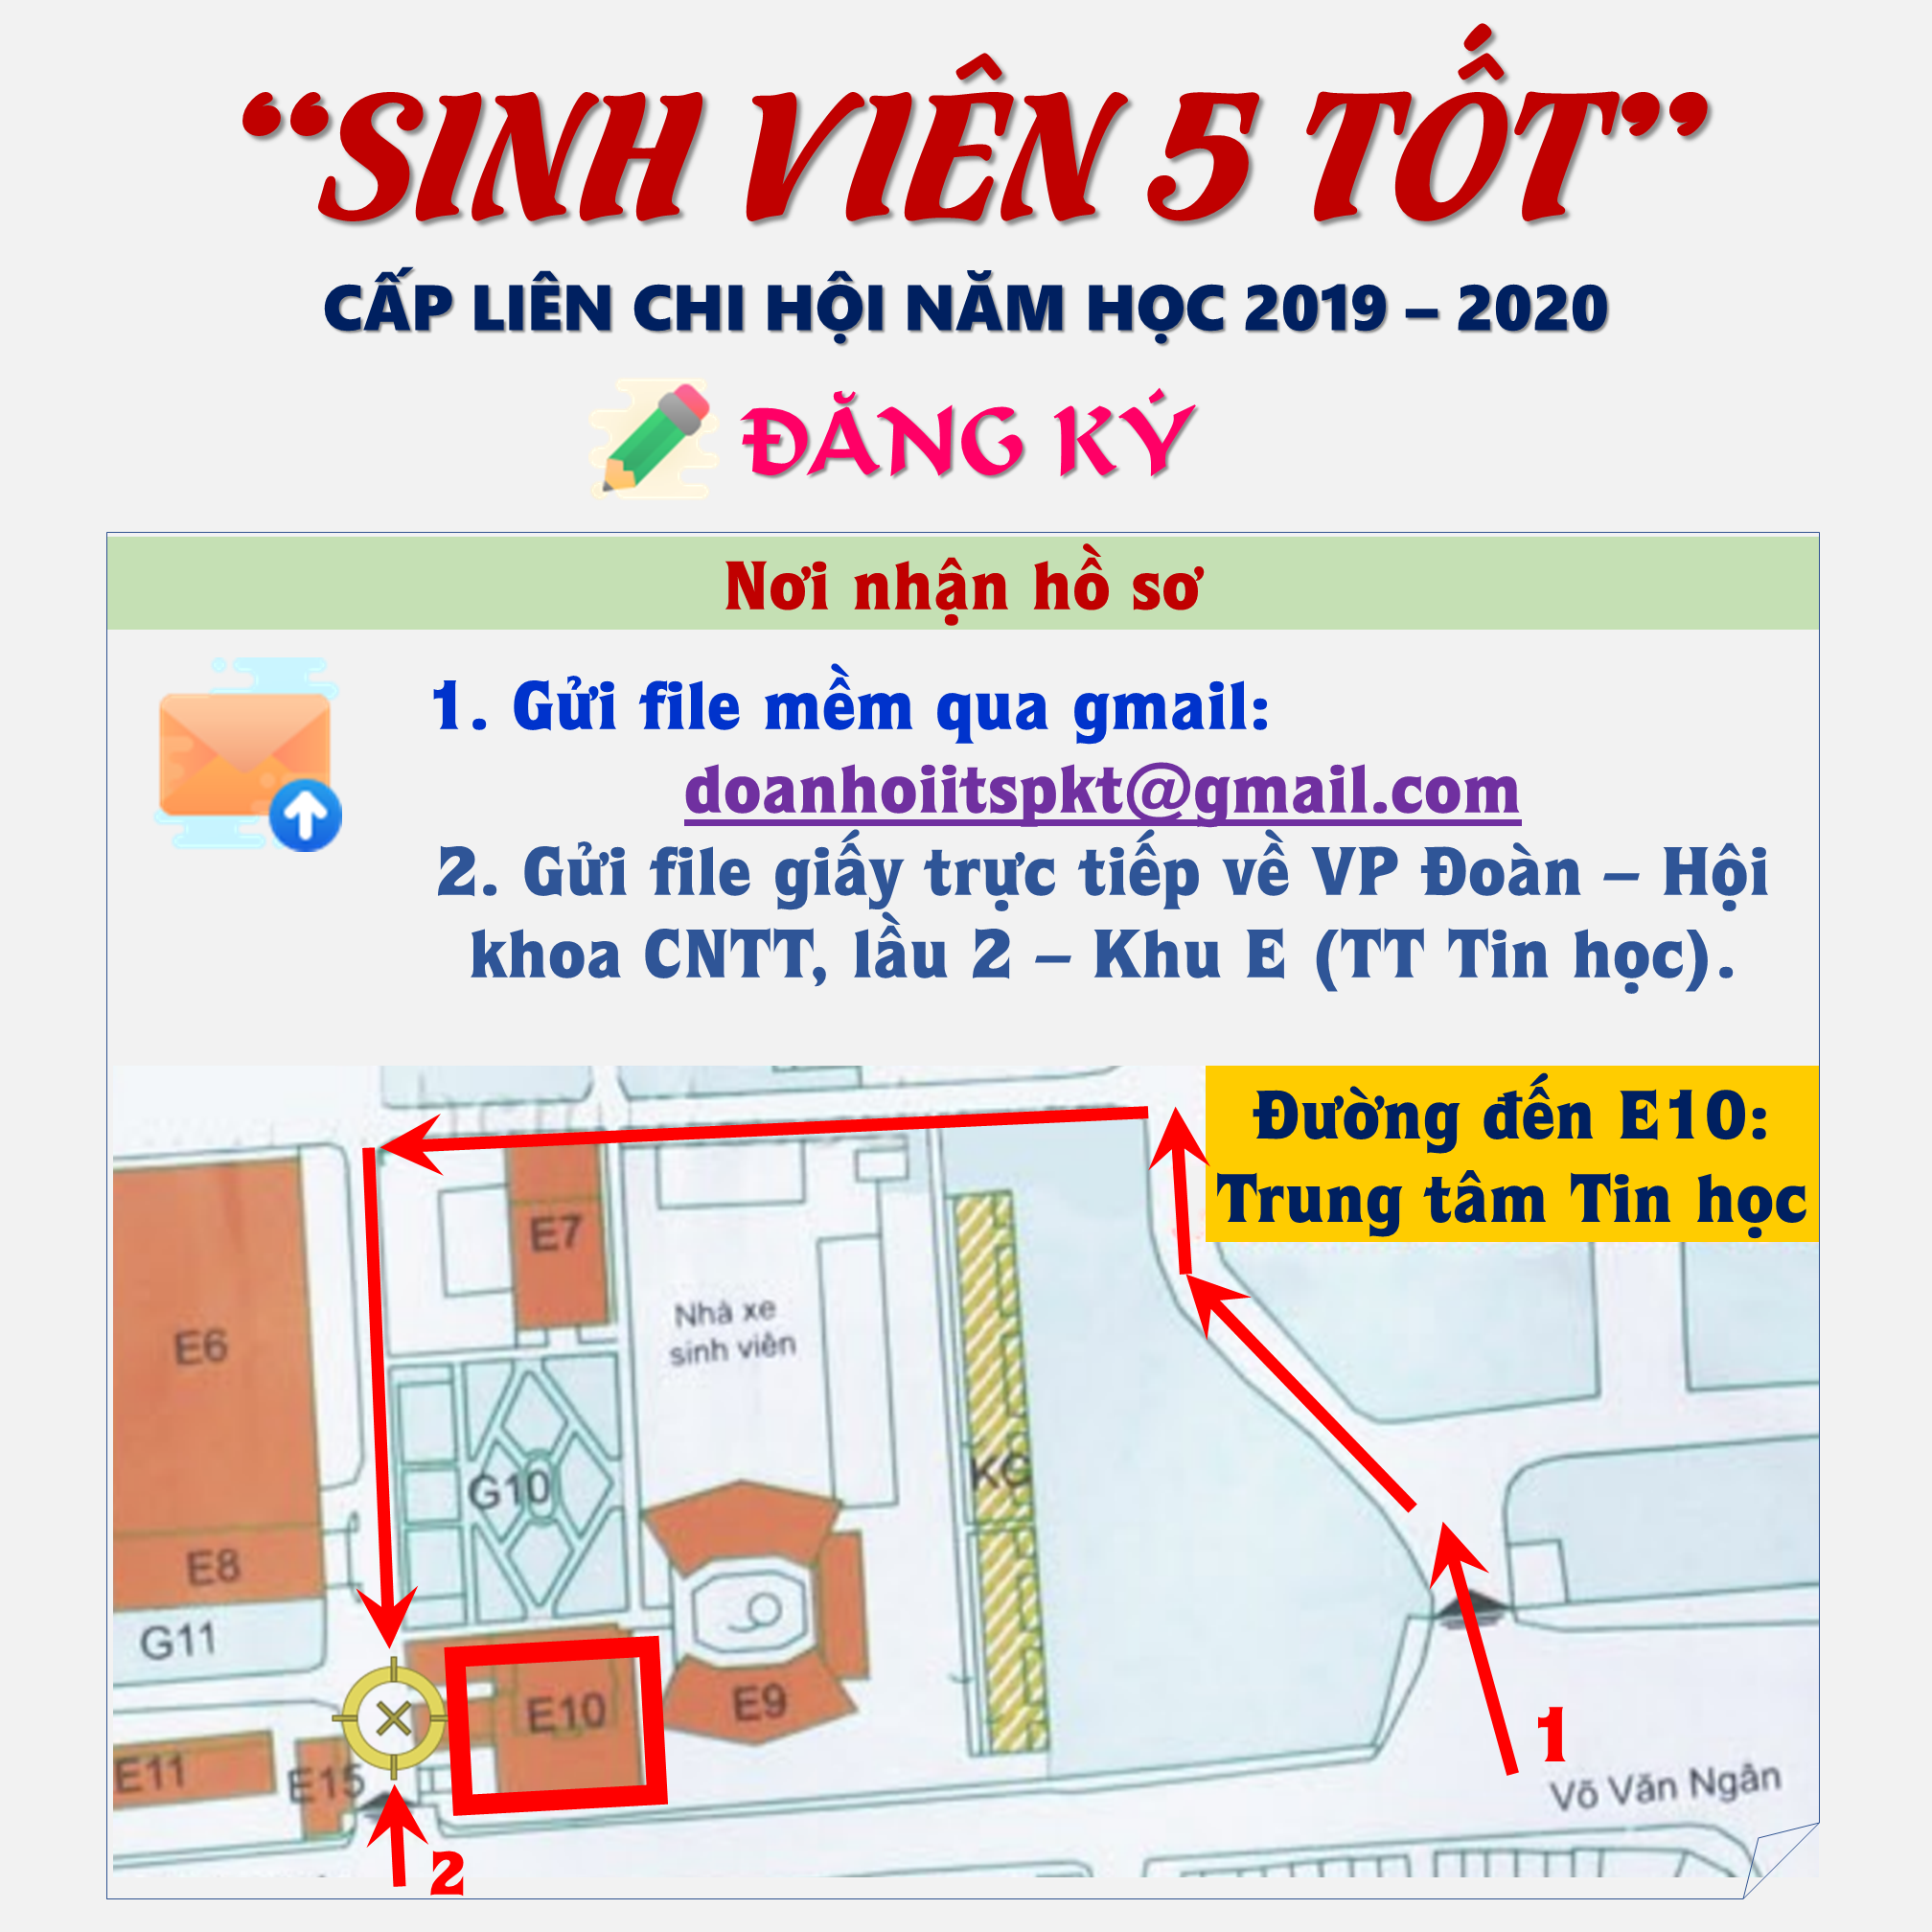 “SINH VIÊN 5 TỐT”
CẤP LIÊN CHI HỘI NĂM HỌC 2019 – 2020
ĐĂNG KÝ
Nơi nhận hồ sơ
1. Gửi file mềm qua gmail:
doanhoiitspkt@gmail.com
2. Gửi file giấy trực tiếp về VP Đoàn – Hội
khoa CNTT, lầu 2 – Khu E (TT Tin học).
Đường đến E10:
Trung tâm Tin học
E7
Nhà xe
sinh viên
E6
G10
E8
G11
E10
E9
E11
E15
1
Võ Văn Ngân
2